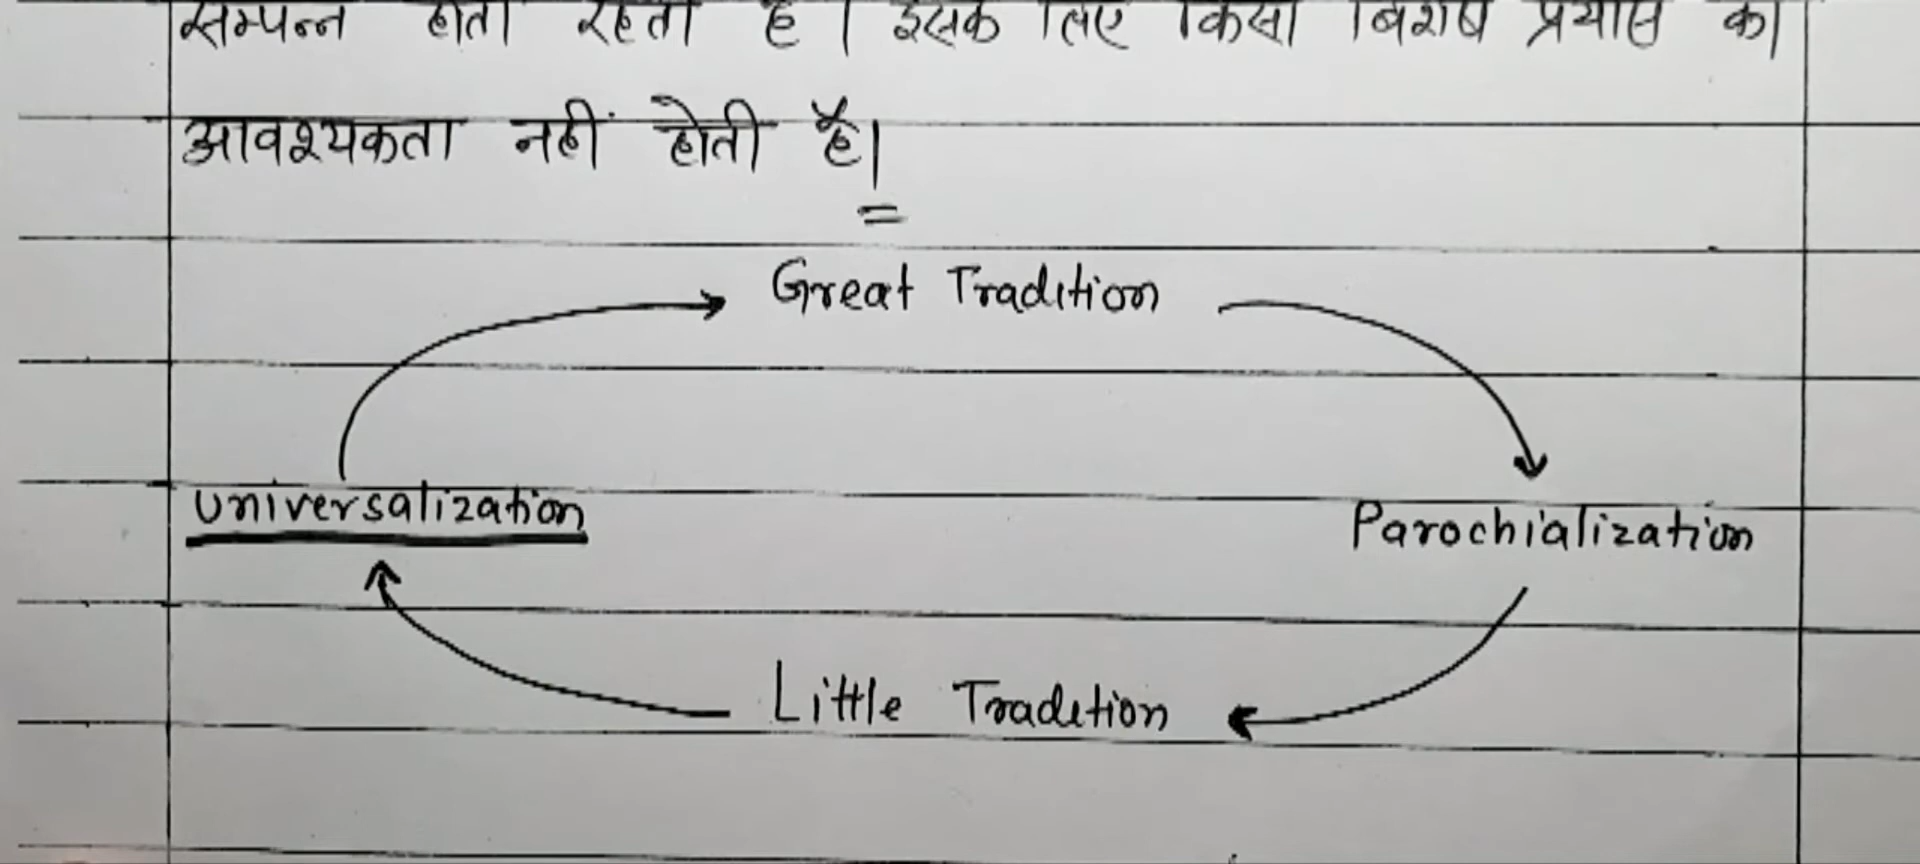 सम्पन्न होता रहता है। इसके लिए किसी विशेष प्रयास की
आवश्यकता नहीं होती है।
=
Great Tradition
Universalization
Parochialization
Little Tradition